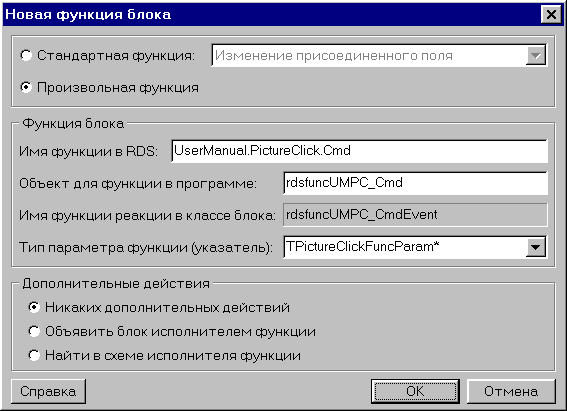 Новая функция блока
Стандартная функция: Изменение присоединенного поля
Произвольная функция
Функция блока
Имя функции в RDS: UserManual.PictureClick.Cmd
Объект для функции в программе: rdsfuncUMPC_Cmd
Имя функции реакции в классе блока: rdsfuncUMPC_CmdEvent
Тип параметра функции (указатель): TPictureClickFuncParam*
Дополнительные действия
Никаких дополнительных действий
Объявить блок исполнителем функции
Найти в схеме исполнителя функции
Справка OK Отмена